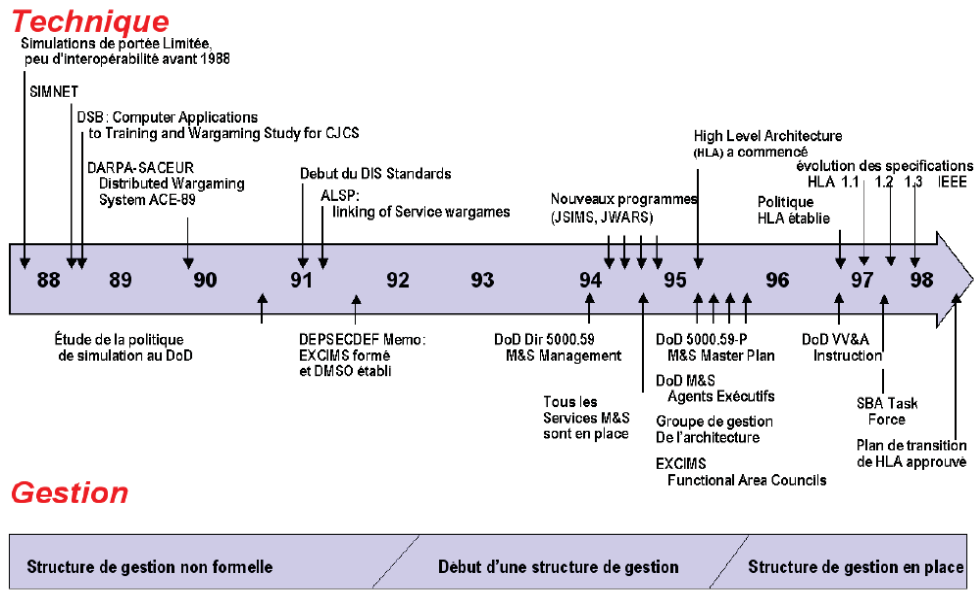 Technique
Simulations de portée Limitée,
peu d'interopérabilité avant 1988
SIMNET
DSB: Computer Applications
to Training and Wargaming Study for CJCS
DARPA-SACEUR
Distributed Wargaming
System ACE-89
Debut du DIS Standards
ALSP:
linking of Service wargames
Nouveaux programmes
(JSIMS, JWARS)
High Level Architecture
(HLA) a commencé
évolution des specifications
HLA 1.1 1.2 1.3 IEEE
Politique
HLA établie
88 89 90 91 92 93 94 95 96 97 98
Étude de la politique
de simulation au DoD
DEPSECDEF Memo:
EXCIMS formé
et DMSO établi
DoD Dir 5000.59
M&S Management
Tous les
Services M&S
sont en place
DoD 5000.59-P
M&S Master Plan
DoD M&S
Agents Exécutifs
Groupe de gestion
De l'architecture
EXCIMS
Functional Area Councils
DoD VV&A
Instruction
SBA Task
Force
Plan de transition
de HLA approuvé
Gestion
Structure de gestion non formelle
Début d'une structure de gestion
Structure de gestion en place